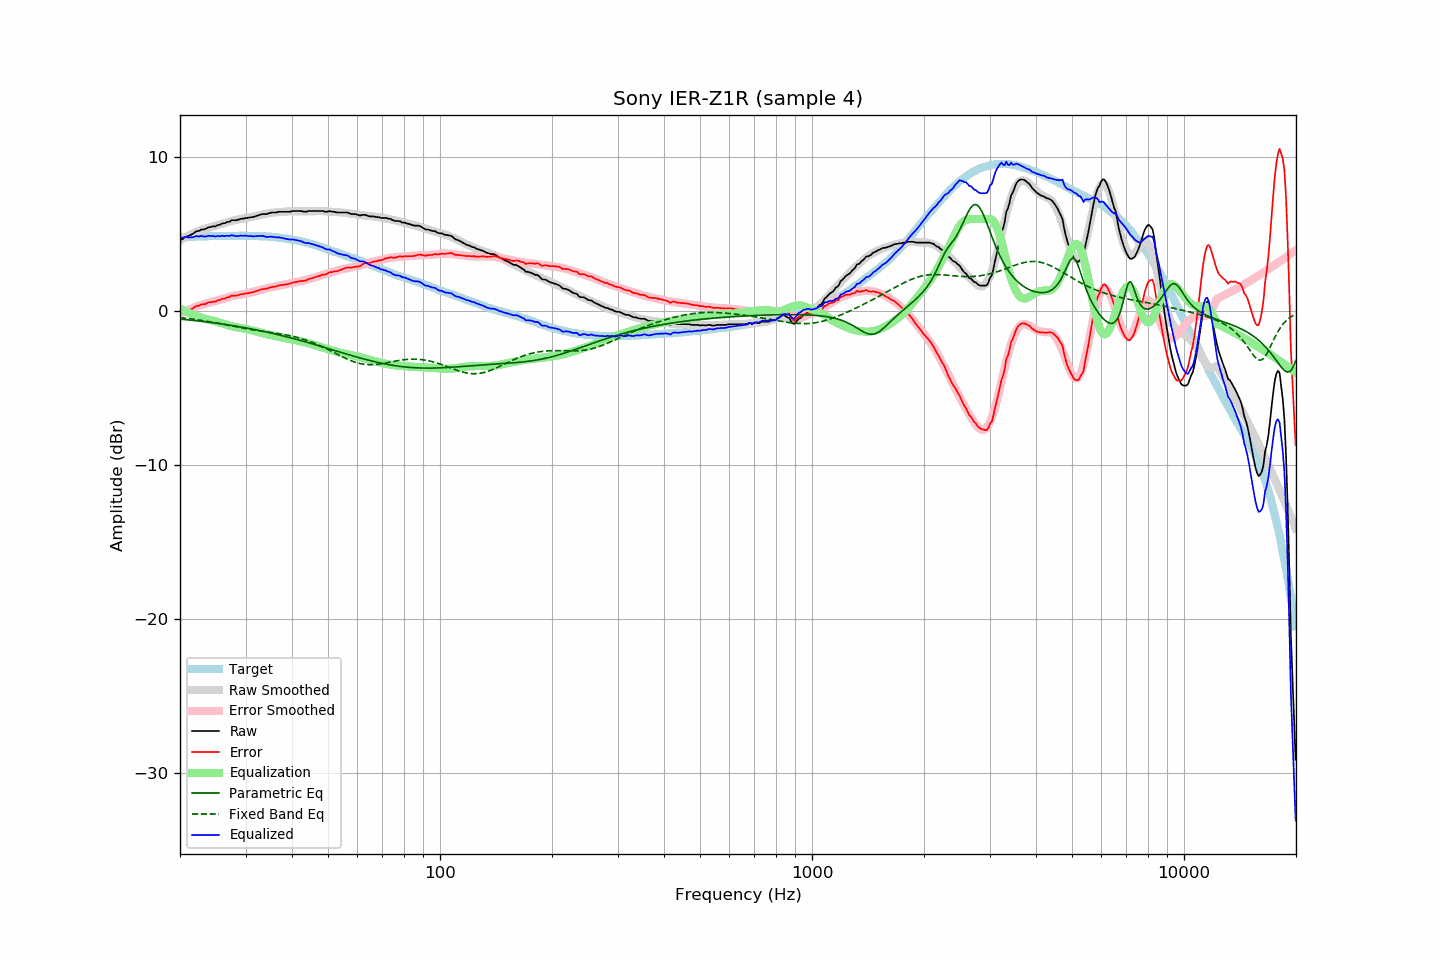 Sony IER-Z1R (sample 4)
10
0
−10
−20
−30
Amplitude (dBr)
Target
Raw Smoothed
Error Smoothed
Raw
Error
Equalization
Parametric Eq
Fixed Band Eq
Equalized
100
1000
10000
Frequency (Hz)